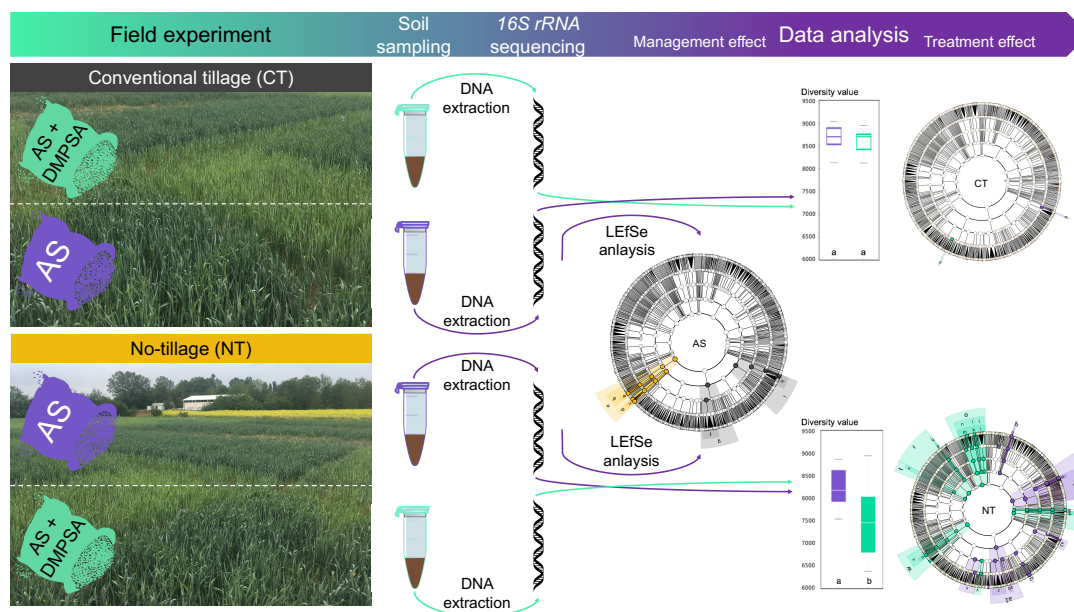 Field experiment
Soil
sampling
16S rRNA
sequencing
Management effect
Data analysis
Treatment effect
Conventional tillage (CT)
AS +
DMPSA
AS
No-tillage (NT)
AS
AS +
DMPSA
DNA
extraction
DNA
extraction
DNA
extraction
DNA
extraction
LEfSe
anlaysis
AS
LEfSe
anlaysis
Diversity value
9500
9000
8500
8000
7500
7000
6500
6000
a a
CT
Diversity value
9500
9000
8500
8000
7500
7000
6500
6000
a b
NT